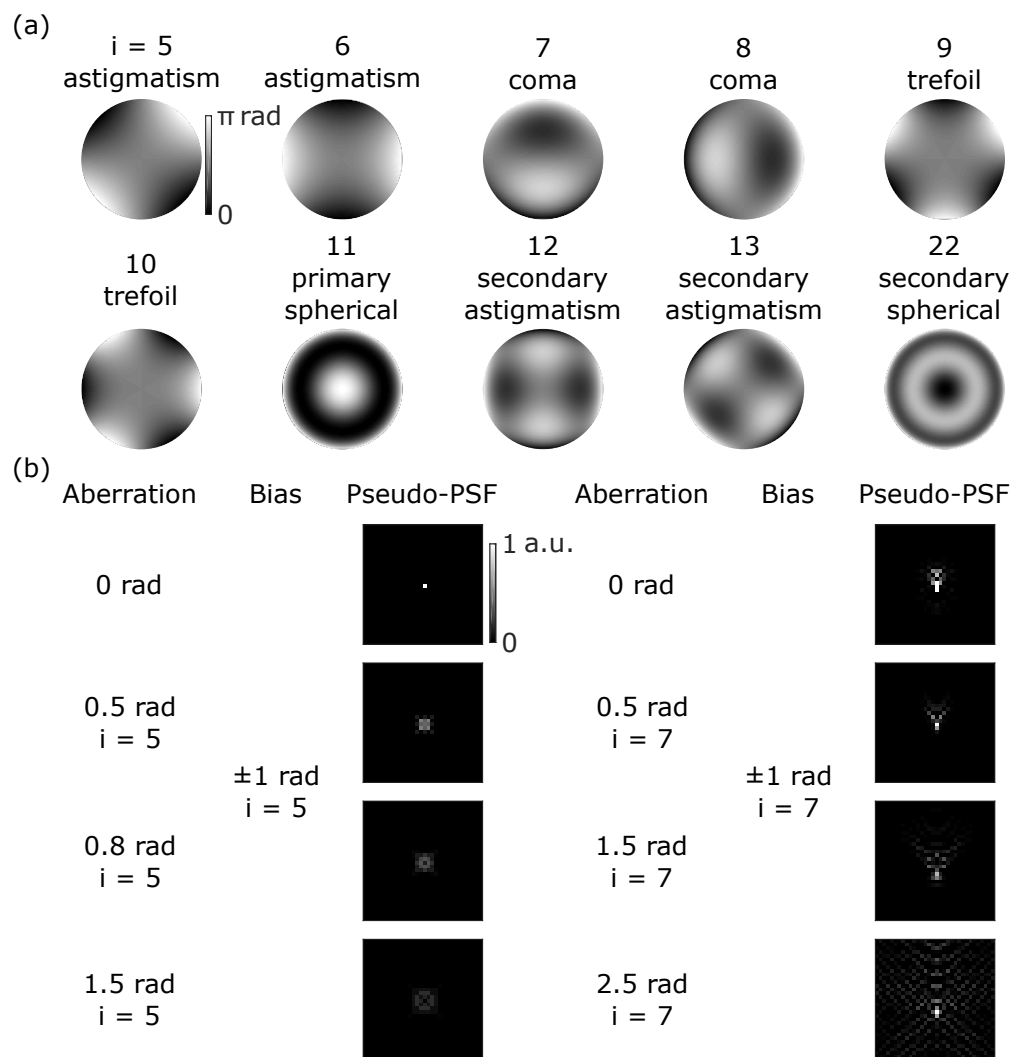 (a)
i = 5
astigmatism
6
astigmatism
7
coma
8
coma
9
trefoil
π rad
0
10
trefoil
11
primary
spherical
12
secondary
astigmatism
13
secondary
astigmatism
22
secondary
spherical
(b)
Aberration Bias Pseudo-PSF Aberration Bias Pseudo-PSF
0 rad
1 a.u.
0
0.5 rad
i = 5
0.8 rad
i = 5
1.5 rad
i = 5
±1 rad
i = 5
0 rad
0.5 rad
i = 7
1.5 rad
i = 7
2.5 rad
i = 7
±1 rad
i = 7